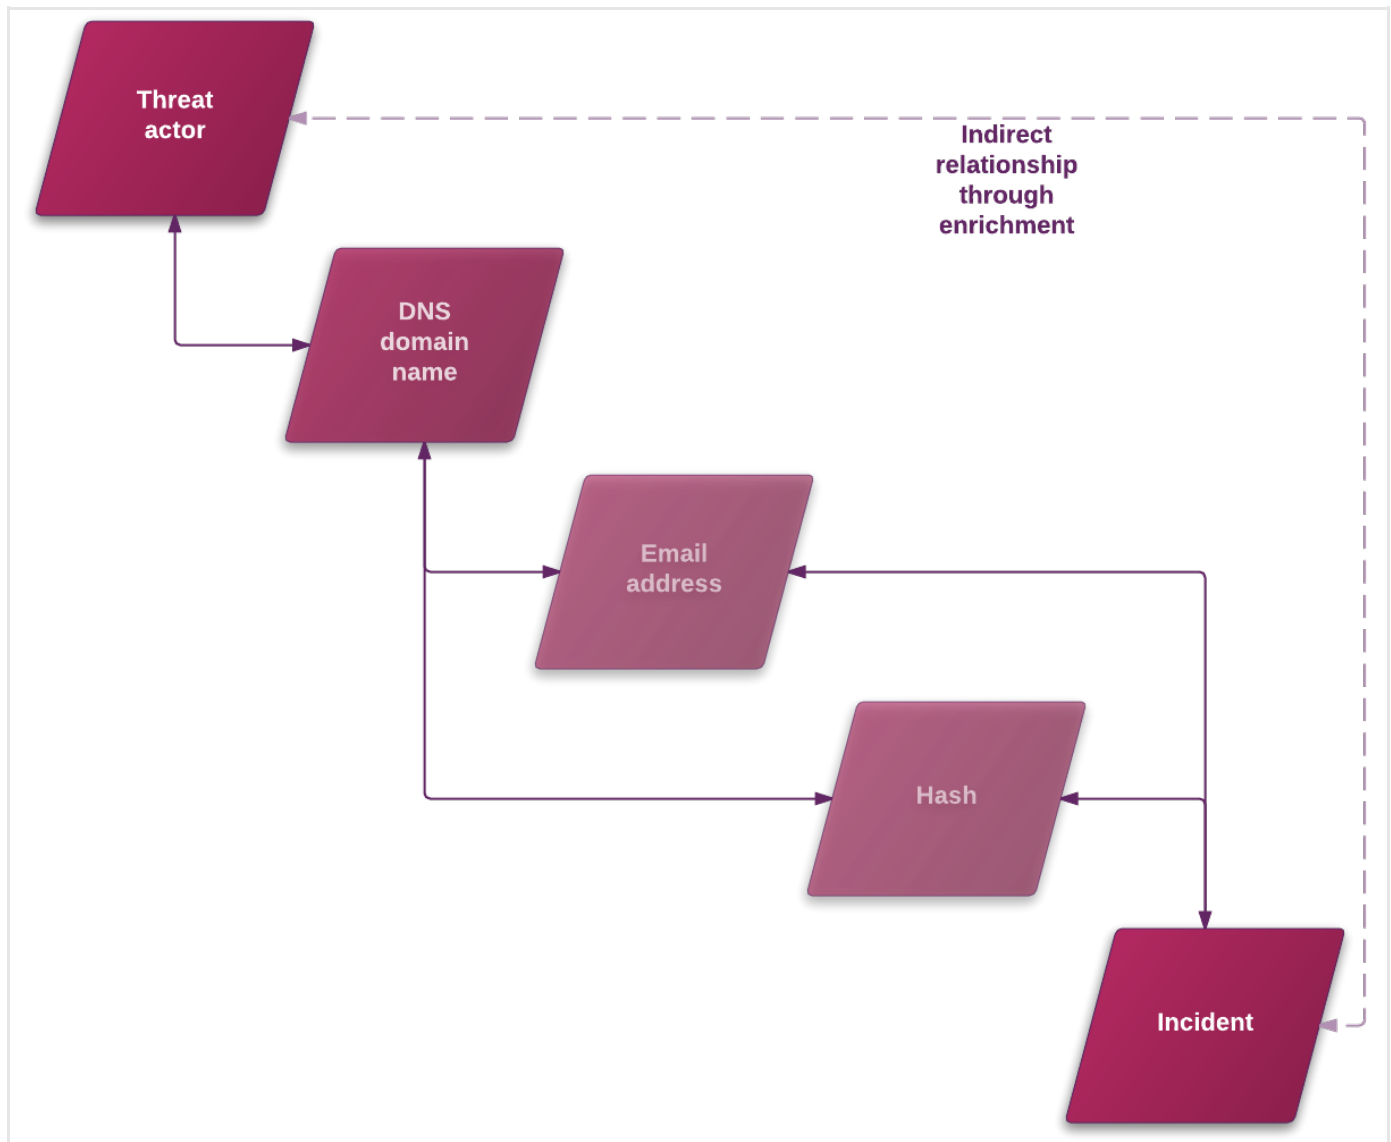 Threat
actor
Indirect
relationship
through
enrichment
DNS
domain
name
Email
address
Hash
Incident